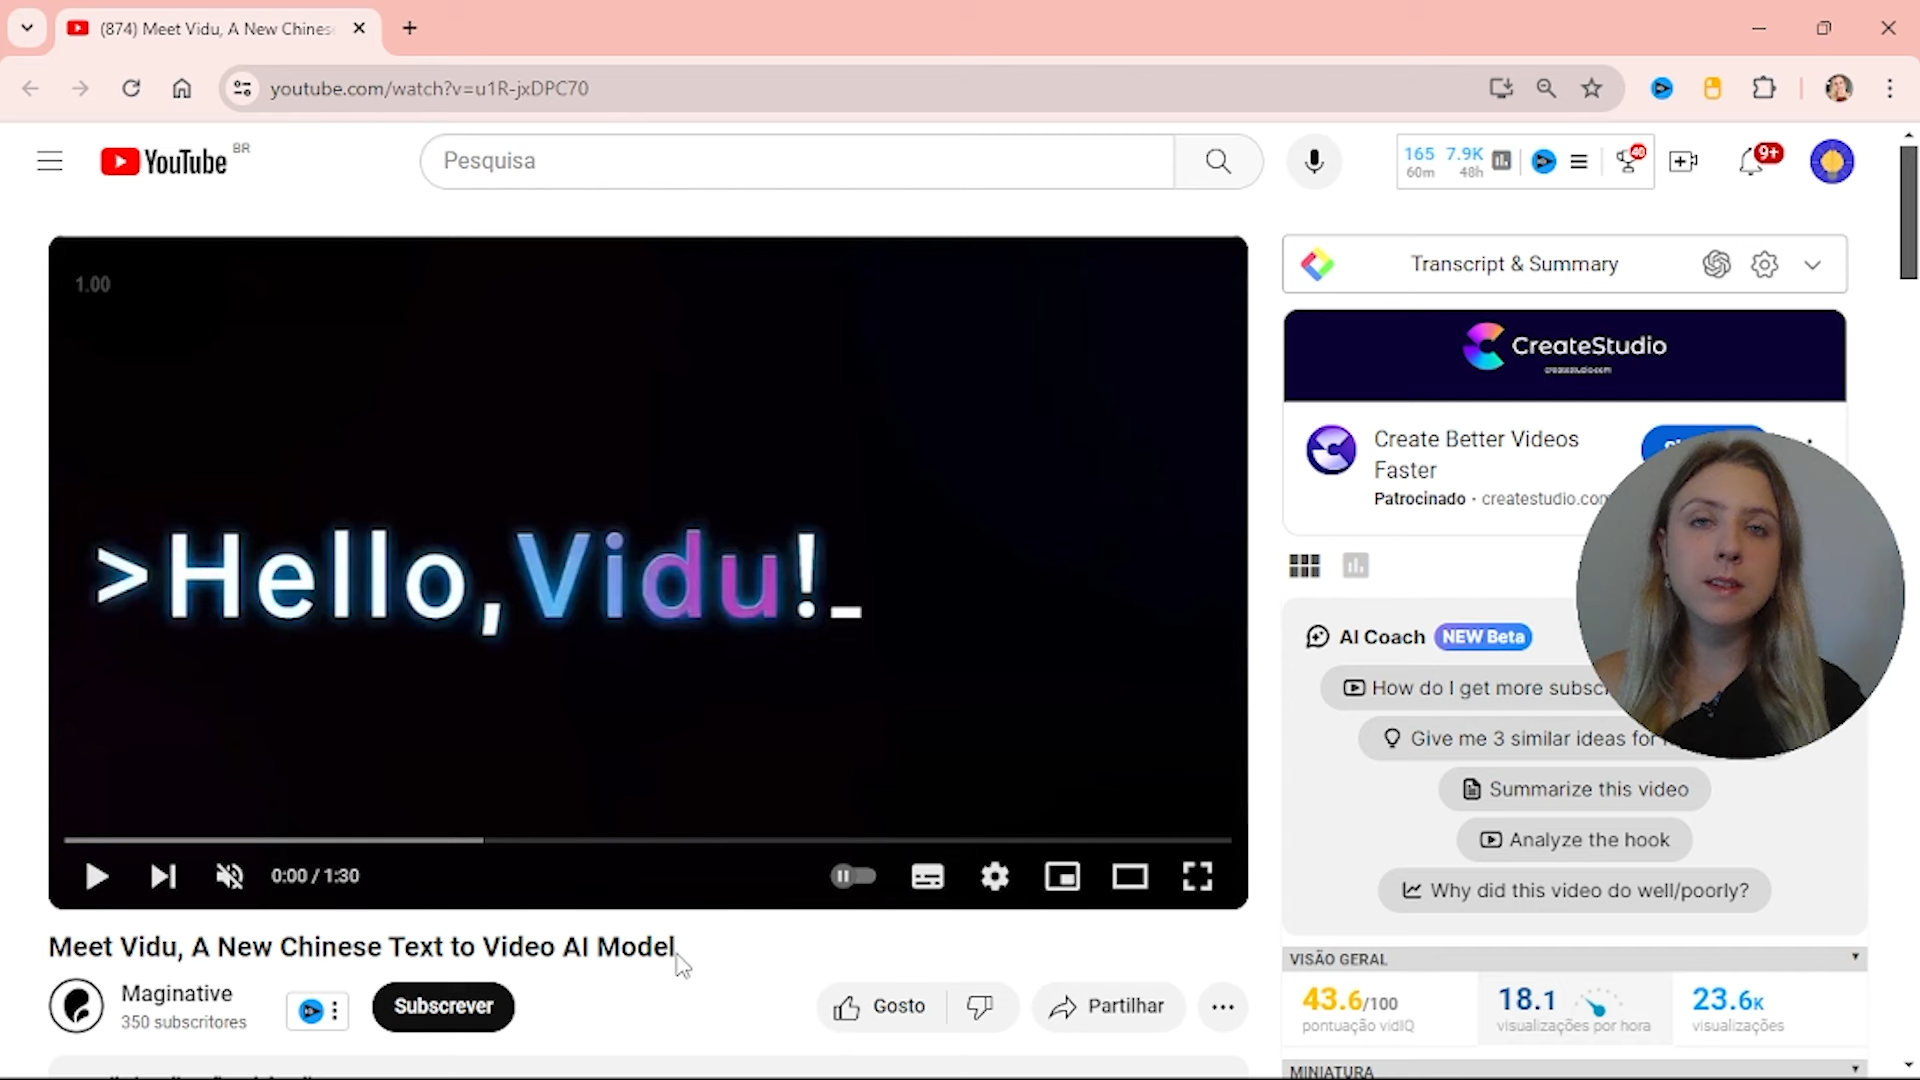 (874) Meet Vidu, A New Chines
youtube.com/watch?v=u1R-jxDPC70
YouTube BR
Pesquisa
165 7.9K
60m 48h
40
9+
1.00
>Hello, Vidu!_
0:00 / 1:30
Meet Vidu, A New Chinese Text to Video AI Model
Maginative
350 subscritores
Subscrever
Gosto
Partilhar
Transcript & Summary
CreateStudio
createstudio.com
Create Better Videos
Faster
Patrocinado · createstudio.com
AI Coach NEW Beta
How do I get more subsc
Give me 3 similar ideas for
Summarize this video
Analyze the hook
Why did this video do well/poorly?
VISÃO GERAL
43.6/100
pontuação vidIQ
18.1
visualizações por hora
23.6K
visualizações
MINIATURA